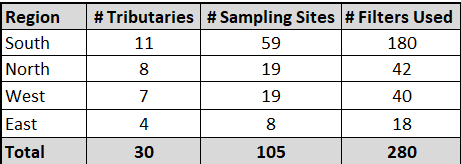 Region # Tributaries # Sampling Sites # Filters Used
South 11 59 180
North 8 19 42
West 7 19 40
East 4 8 18
Total 30 105 280